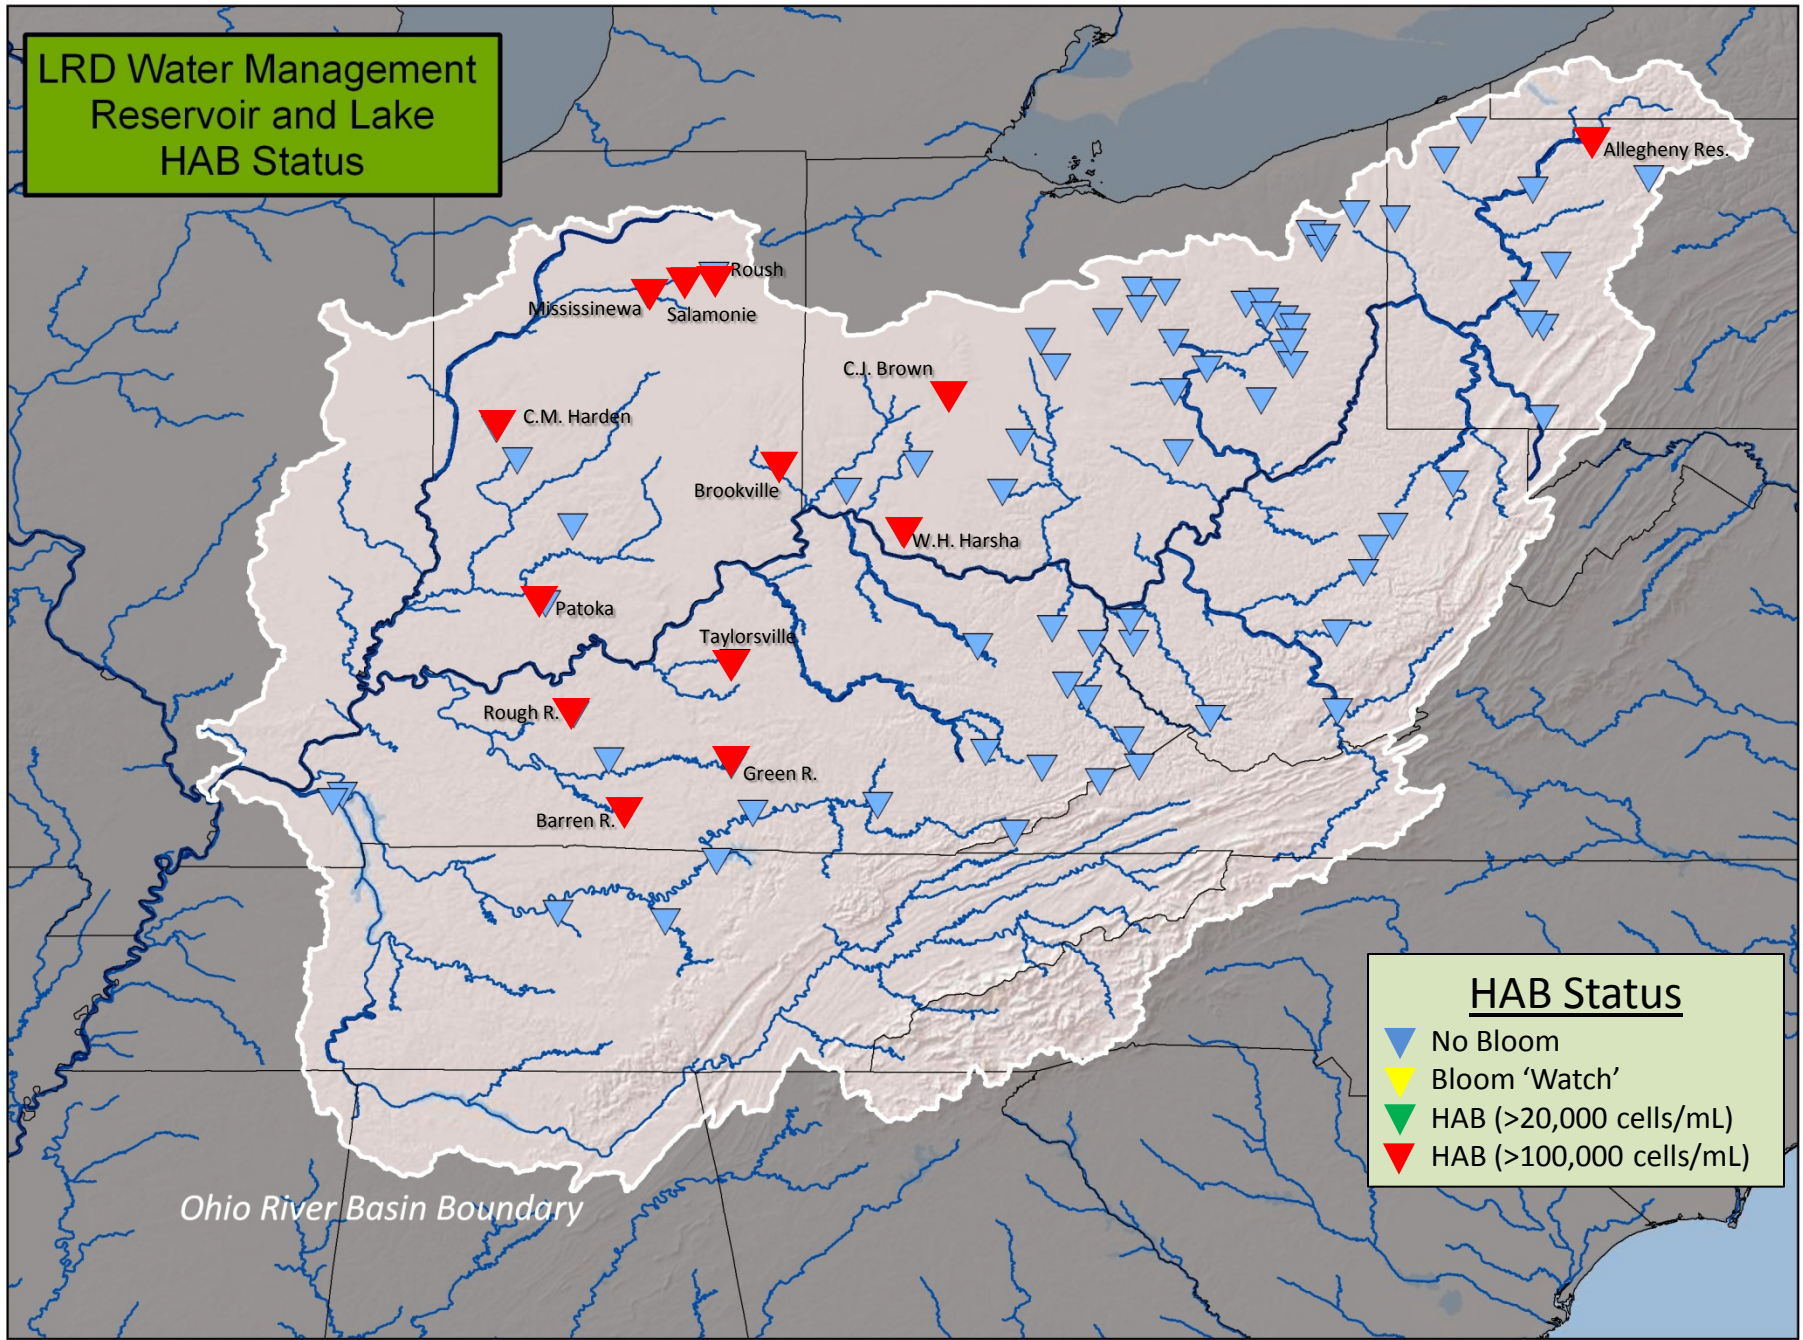 LRD Water Management
Reservoir and Lake
HAB Status
Allegheny Res.
Roush
Mississinewa
Salamonie
C.J. Brown
C.M. Harden
Brookville
W.H. Harsha
Patoka
Taylorsville
Rough R.
Green R.
Barren R.
HAB Status
No Bloom
Bloom ‘Watch’
HAB (>20,000 cells/mL)
HAB (>100,000 cells/mL)
Ohio River Basin Boundary